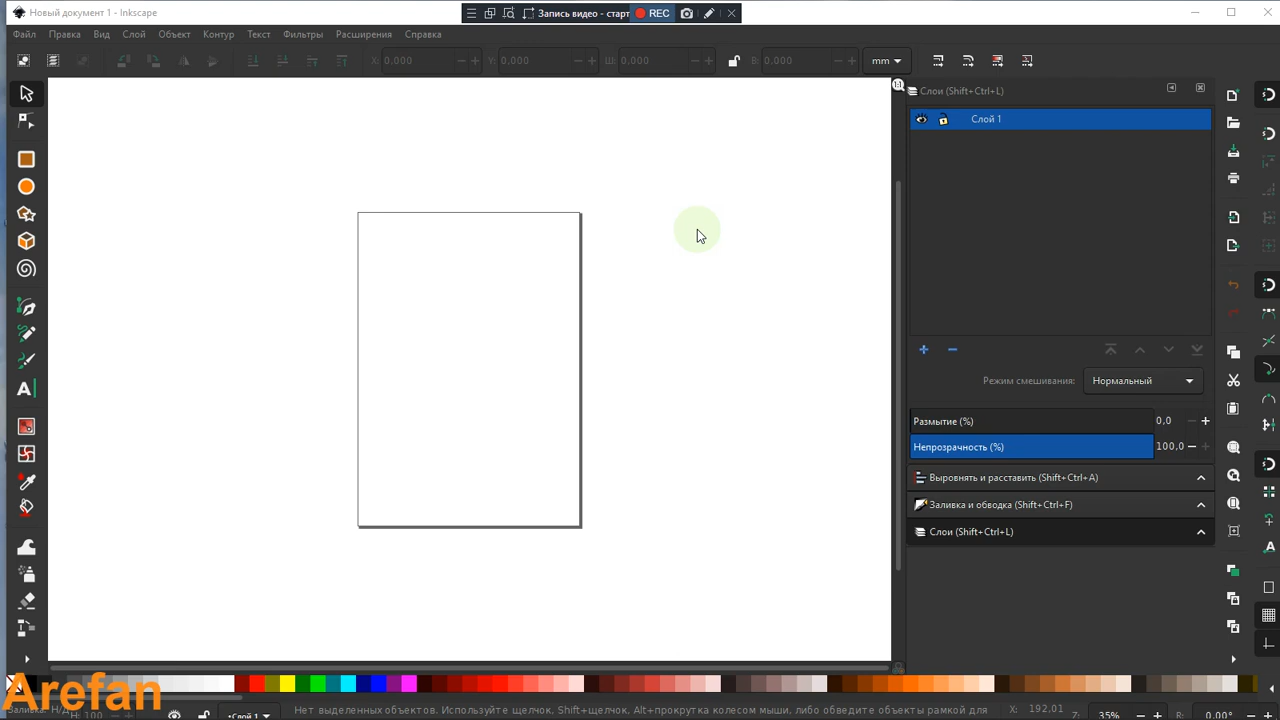 Новый документ 1 - Inkscape
Запись видео - старт REC
Файл Правка Вид Слой Объект Контур Текст Фильтры Расширения Справка
X: 0,000 Y: 0,000 Ш: 0,000 В: 0,000 mm
Слои (Shift+Ctrl+L)
Слой 1
Режим смешивания: Нормальный
Размытие (%) 0,0
Непрозрачность (%) 100,0
Выровнять и расставить (Shift+Ctrl+A)
Заливка и обводка (Shift+Ctrl+F)
Слои (Shift+Ctrl+L)
Arefan
Заливка: Н/Д
Н: 100 Слой 1 Нет выделенных объектов. Используйте щелчок, Shift+щелчок, Alt+прокрутка колесом мыши, либо обведите объекты рамкой для X: 192,01 Z: 35% R: 0,00°